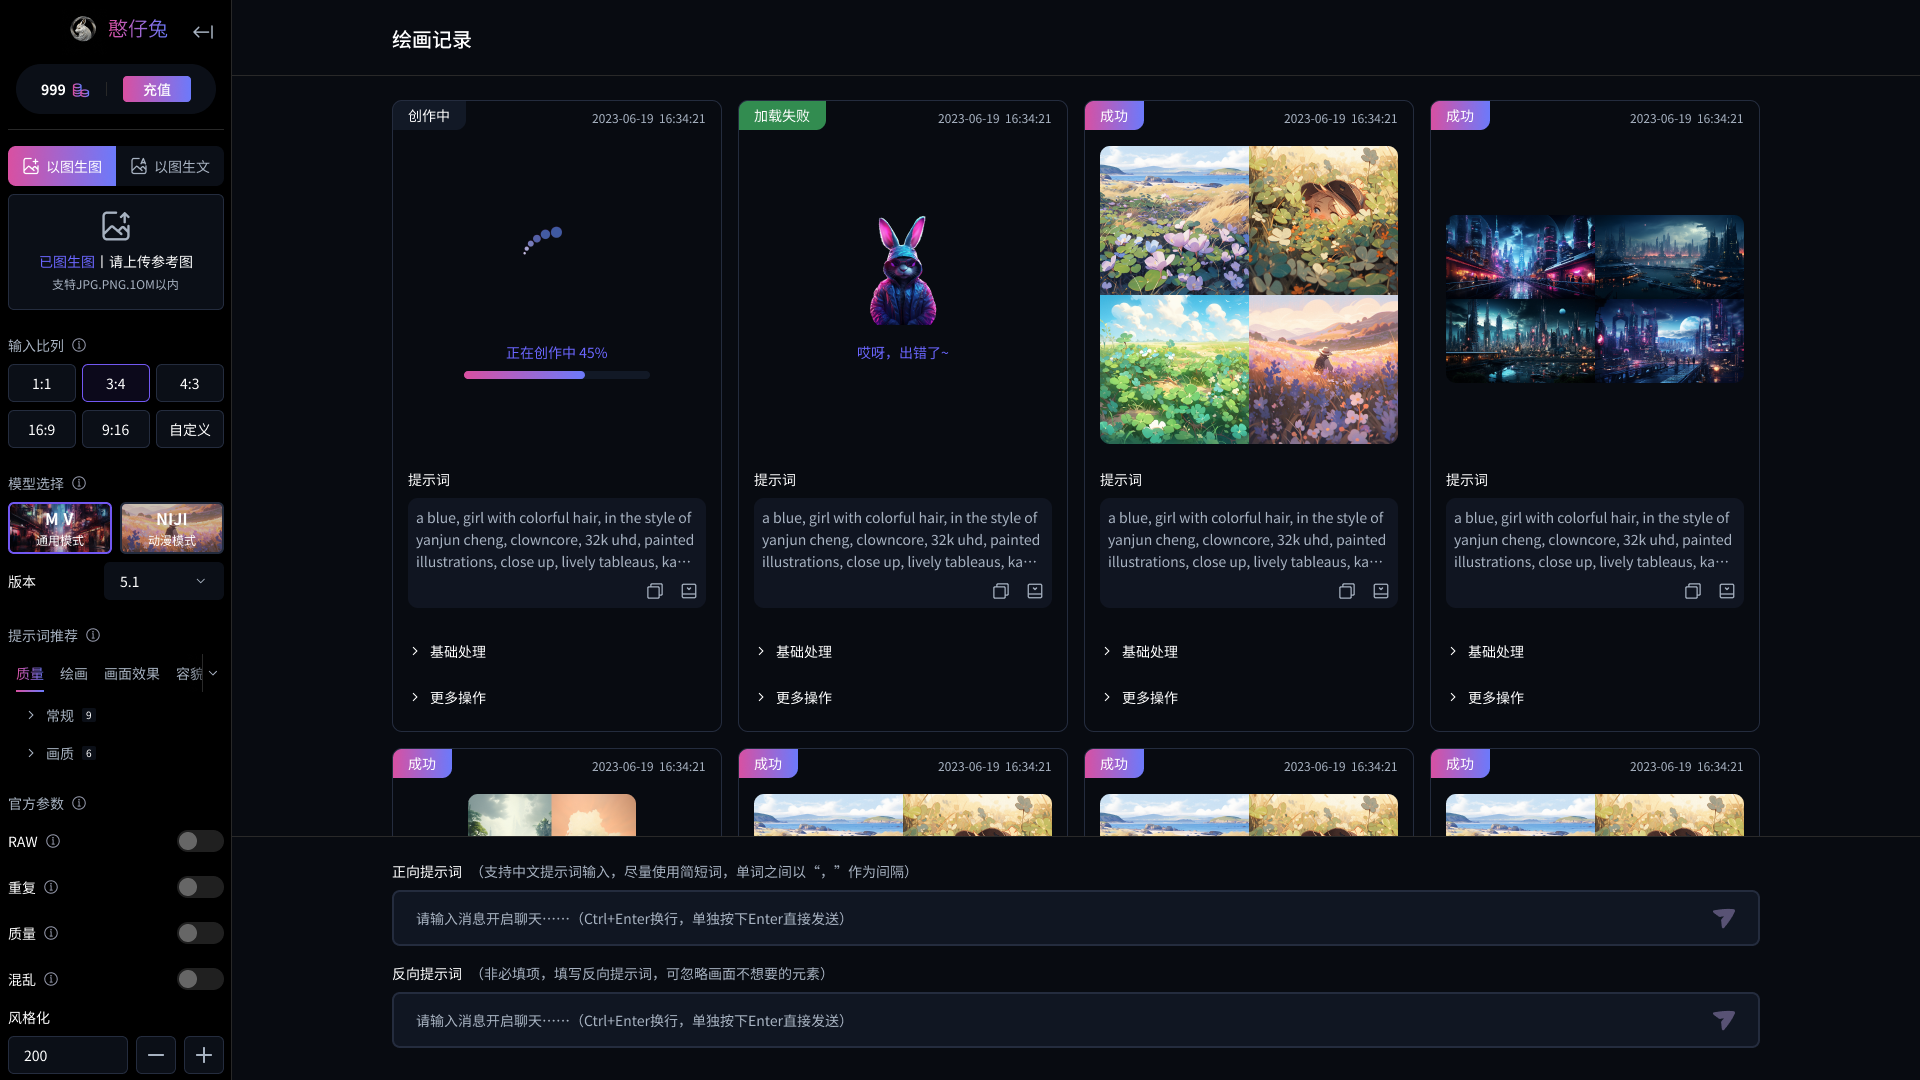 憨仔兔
999
充值
以图生图
以图生文
已图生图丨请上传参考图
支特JPG.PNG.1OM以内
输入比列
1:1
3:4
4:3
16:9
9:16
自定义
模型选择
M V
通用模式
NIJI
动漫模式
版本
5.1
提示词推荐
质量
绘画
画面效果
容貌
常规 9
画质 6
官方参数
RAW
重复
质量
混乱
风格化
200
绘画记录
创作中
2023-06-19 16:34:21
正在创作中 45%
提示词
a blue, girl with colorful hair, in the style of
yanjun cheng, clowncore, 32k uhd, painted
illustrations, close up, lively tableaus, ka···
基础处理
更多操作
加载失败
2023-06-19 16:34:21
哎呀，出错了~
提示词
a blue, girl with colorful hair, in the style of
yanjun cheng, clowncore, 32k uhd, painted
illustrations, close up, lively tableaus, ka···
基础处理
更多操作
成功
2023-06-19 16:34:21
提示词
a blue, girl with colorful hair, in the style of
yanjun cheng, clowncore, 32k uhd, painted
illustrations, close up, lively tableaus, ka···
基础处理
更多操作
成功
2023-06-19 16:34:21
提示词
a blue, girl with colorful hair, in the style of
yanjun cheng, clowncore, 32k uhd, painted
illustrations, close up, lively tableaus, ka···
基础处理
更多操作
成功
2023-06-19 16:34:21
成功
2023-06-19 16:34:21
成功
2023-06-19 16:34:21
成功
2023-06-19 16:34:21
正向提示词 （支持中文提示词输入，尽量使用简短词，单词之间以“，”作为间隔）
请输入消息开启聊天······（Ctrl+Enter换行，单独按下Enter直接发送）
反向提示词 （非必填项，填写反向提示词，可忽略画面不想要的元素）
请输入消息开启聊天······（Ctrl+Enter换行，单独按下Enter直接发送）